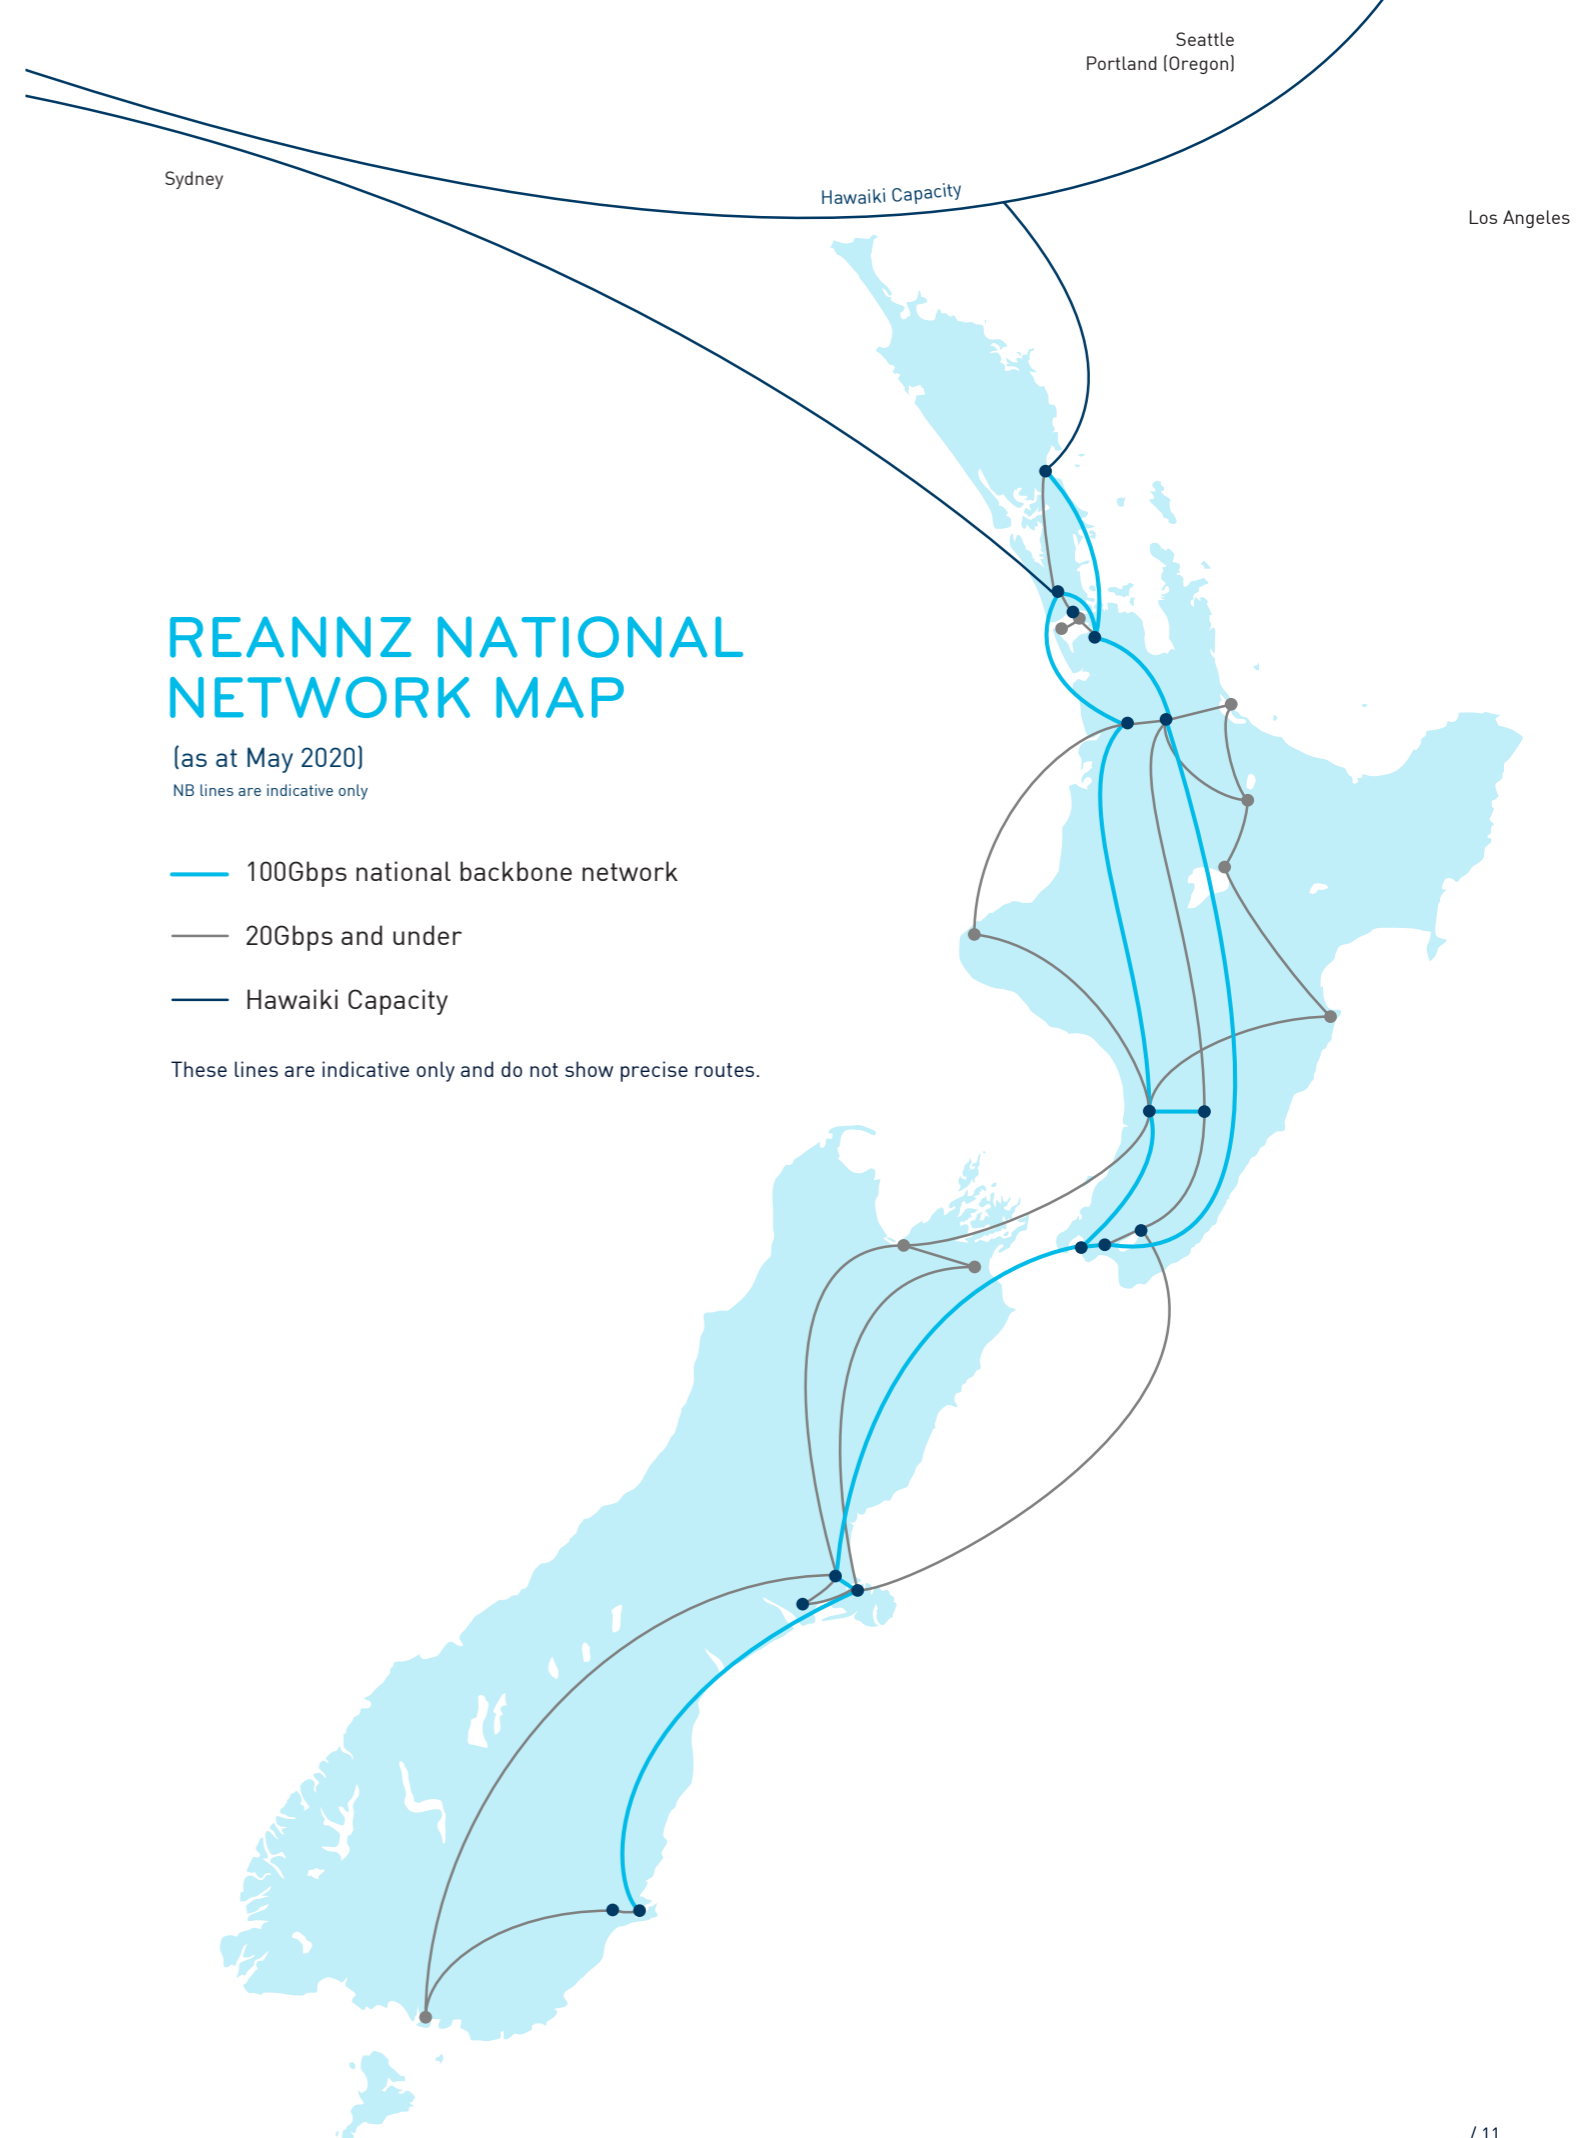 Seattle
Portland (Oregon)
Sydney
Hawaiki Capacity
Los Angeles
REANNZ NATIONAL
NETWORK MAP
(as at May 2020)
NB lines are indicative only
100Gbps national backbone network
20Gbps and under
Hawaiki Capacity
These lines are indicative only and do not show precise routes.
/ 11